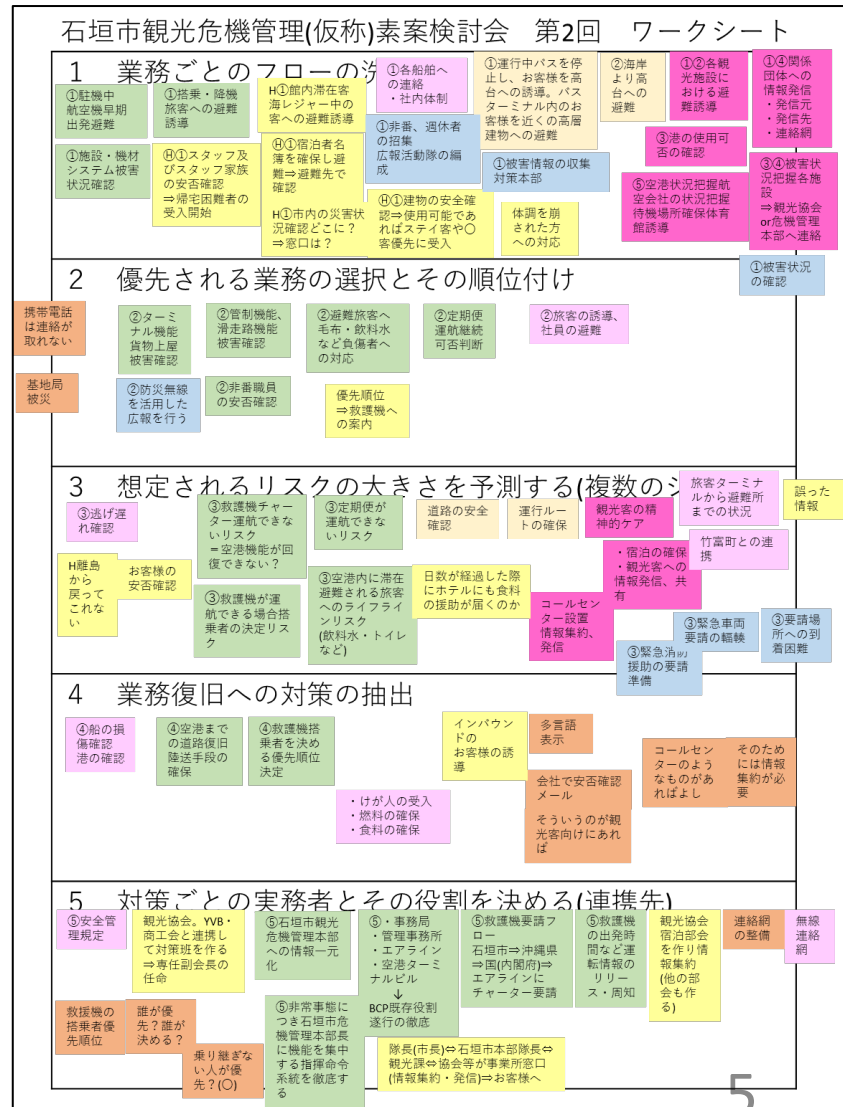 石垣市観光危機管理(仮称)素案検討会　第2回　ワークシート
1　業務ごとのフローの洗
①駐機中
航空機早期
出発避難
①搭乗・降機
旅客への避難
誘導
H①館内滞在客
海レジャー中の
客への避難誘導
①各船舶へ
の連絡
・社内体制
①運行中バスを停
止し、お客様を高
台への誘導。バス
ターミナル内のお
客様を近くの高層
建物への避難
②海岸
より高
台への
避難
①②各観
光施設に
おける避
難誘導
①④関係
団体への
情報発信
・発信元
・発信先
・連絡網
①施設・機材
システム被害
状況確認
Ⓗ①スタッフ及
びスタッフ家族
の安否確認
⇒帰宅困難者の
受入開始
Ⓗ①宿泊者名
簿を確保し避
難⇒避難先で
確認
H①市内の災害状
況確認どこに？
⇒窓口は？
①非番、週休者
の招集
広報活動隊の編
成
①被害情報の収集
対策本部
③港の使用可
否の確認
Ⓗ①建物の安全確
認⇒使用可能であ
ればステイ客や〇
客優先に受入
体調を崩
された方
への対応
⑤空港状況把握航
空会社の状況把握
待機場所確保体育
館誘導
③④被害状
況把握各施
設
⇒観光協会
or危機管理
本部へ連絡
①被害状況
の確認
2　優先される業務の選択とその順位付け
携帯電話
は連絡が
取れない
②ターミ
ナル機能
貨物上屋
被害確認
②管制機能、
滑走路機能
被害確認
②避難旅客へ
毛布・飲料水
など負傷者へ
の対応
②定期便
運航継続
可否判断
②旅客の誘導、
社員の避難
基地局
被災
②防災無線
を活用した
広報を行う
②非番職員
の安否確認
優先順位
⇒救護機へ
の案内
3　想定されるリスクの大きさを予測する(複数のシ
③逃げ遅
れ確認
③救護機チャー
ター運航できな
いリスク
＝空港機能が回
復できない？
③定期便が
運航できな
いリスク
道路の安全
確認
運行ルー
トの確保
観光客の精
神的ケア
旅客ターミナ
ルから避難所
までの状況
誤った
情報
H離島
から
戻って
これな
い
お客様の
安否確認
③救護機が運
航できる場合搭
乗者の決定リス
ク
③空港内に滞在
避難される旅客
へのライフライ
ンリスク
(飲料水・トイレ
など)
日数が経過した際
にホテルにも食料
の援助が届くのか
コールセン
ター設置
情報集約、
発信
・宿泊の確保
・観光客への
情報発信、共
有
竹富町との連
携
③緊急消防
援助の要請
準備
③緊急車両
要請の輻輳
③要請場
所への到
着困難
4　業務復旧への対策の抽出
④船の損
傷確認
港の確認
④空港まで
の道路復旧
陸送手段の
確保
④救護機搭
乗者を決め
る優先順位
決定
・けが人の受入
・燃料の確保
・食料の確保
インバウン
ドの
お客様の誘
導
多言語
表示
会社で安否確認
メール
そういうのが観
光客向けにあれ
ば
コールセン
ターのよう
なものがあ
ればよし
そのため
には情報
集約が必
要
5　対策ごとの実務者とその役割を決める(連携先)
⑤安全管
理規定
観光協会。YVB・
商工会と連携し
て対策班を作る
⇒専任副会長の
任命
⑤石垣市観光
危機管理本部
への情報一元
化
⑤・事務局
・管理事務所
・エアライン
・空港ターミナ
ルビル
↓
BCP既存役割
遂行の徹底
⑤救護機要請フ
ロー
石垣市⇒沖縄県
⇒国(内閣府)⇒
エアラインに
チャーター要請
⑤救護機
の出発時
間など運
転情報の
リリー
ス・周知
観光協会
宿泊部会
を作り情
報集約
(他の部
会も作
る)
連絡網
の整備
無線
連絡
網
救援機の
搭乗者優
先順位
誰が優
先？誰が
決める？
乗り継ぎな
い人が優
先？(〇)
⑤非常事態に
つき石垣市危
機管理本部長
に機能を集中
する指揮命令
系統を徹底す
る
隊長(市長)⇔石垣市本部隊長⇔
観光課⇔協会等が事業所窓口
(情報集約・発信)⇒お客様へ
5